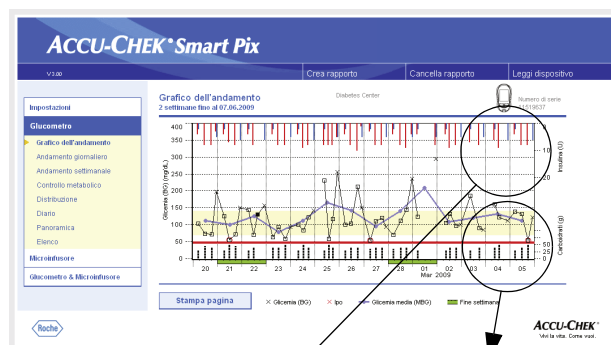 ACCU-CHEK® Smart Pix
V 3.00
Crea rapporto
Cancella rapporto
Leggi dispositivo
Impostazioni
Glucometro
Grafico dell'andamento
Andamento giornaliero
Andamento settimanale
Controllo metabolico
Distribuzione
Diario
Panoramica
Elenco
Microinfusore
Glucometro & Microinfusore
Grafico dell'andamento
2 settimane fino al 07.06.2009
Diabetes Center
Numero di serie
Glicemia (BG) (mg/dL)
400
350
300
250
200
150
100
50
0
10
20
Insulina (U)
50
25
0
Carboidrati (g)
20 21 22 23 24 25 26 27 28 01 02 03 04 05
Mar 2009
Stampa pagina
Glicemia (BG)
Ipo
Glicemia media (MBG)
Fine settimana
Roche
ACCU-CHEK®
Vivi la vita. Come vuoi.